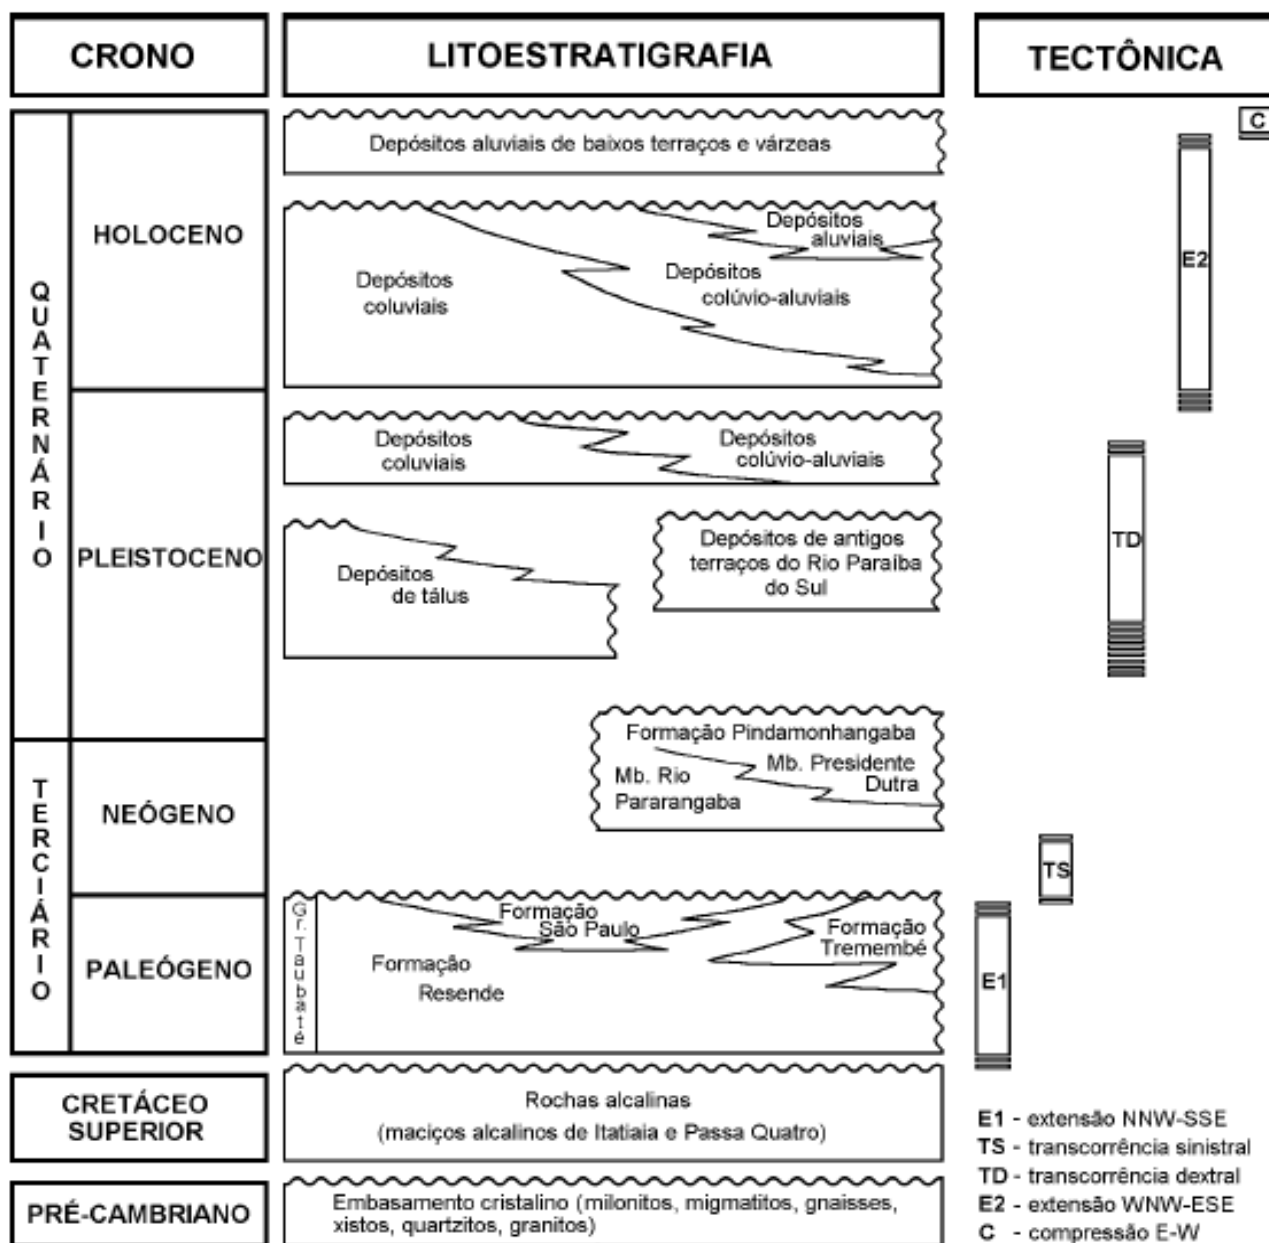 CRONO
LITOESTRATIGRAFIA
TECTÔNICA
QUATERNÁRIO
HOLOCENO
PLEISTOCENO
TERCIÁRIO
NEÓGENO
PALEÓGENO
CRETÁCEO
SUPERIOR
PRÉ-CAMBRIANO
Depósitos aluviais de baixos terraços e várzeas
Depósitos
aluviais
Depósitos
colúvio-aluviais
Depósitos
coluviais
Depósitos
coluviais
Depósitos
colúvio-aluviais
Depósitos
de tálus
Depósitos de antigos
terraços do Rio Paraíba
do Sul
Formação Pindamonhangaba
Mb. Presidente
Dutra
Mb. Rio
Pararangaba
Gr. Taubaté
Formação
São Paulo
Formação
Tremembé
Formação
Resende
Rochas alcalinas
(maciços alcalinos de Itatiaia e Passa Quatro)
Embasamento cristalino (milonitos, migmatitos, gnaisses,
xistos, quartzitos, granitos)
C
E2
TD
TS
E1
E1 - extensão NNW-SSE
TS - transcorrência sinistral
TD - transcorrência dextral
E2 - extensão WNW-ESE
C - compressão E-W